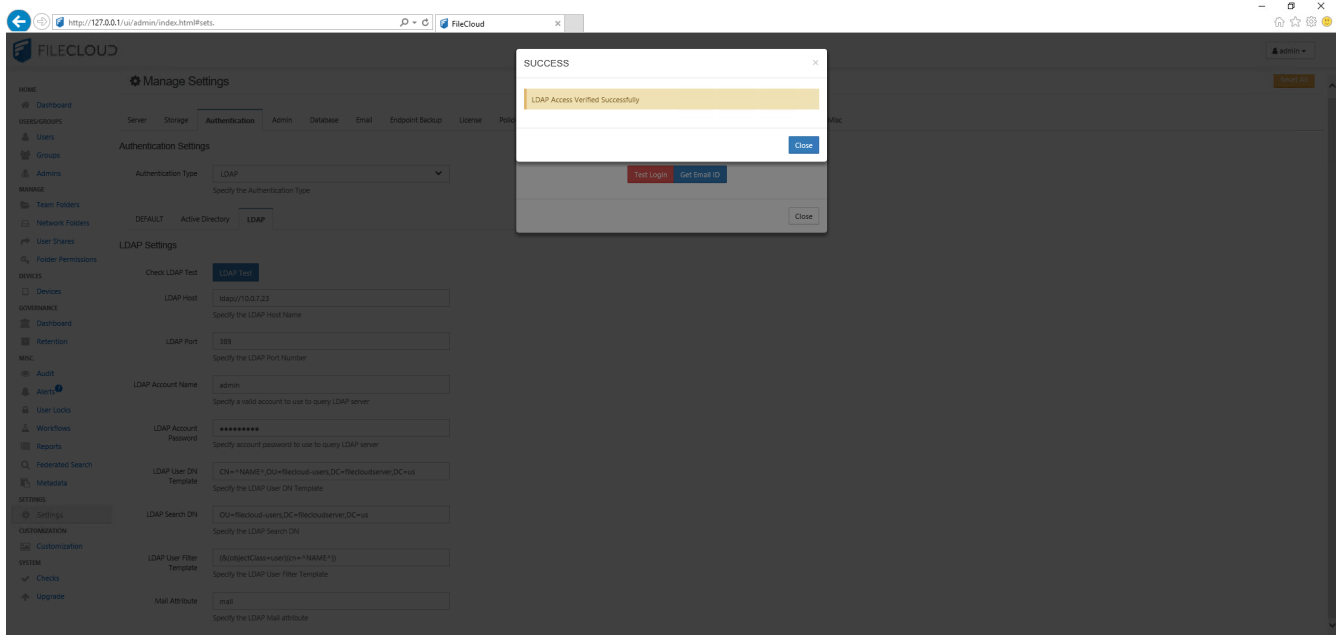 http://127.0.0.1/ui/admin/index.html#sets.
FileCloud
FILECLOUD
admin
SUCCESS
LDAP Access Verified Successfully
Close
Manage Settings
Reset All
HOME
Dashboard
USERS/GROUPS
Users
Groups
Admins
MANAGE
Team Folders
Network Folders
User Shares
Folder Permissions
DEVICES
Devices
GOVERNANCE
Dashboard
Retention
MISC.
Audit
Alerts
User Locks
Workflows
Reports
Federated Search
Metadata
SETTINGS
Settings
CUSTOMIZATION
Customization
SYSTEM
Checks
Upgrade
Server Storage Authentication Admin Database Email Endpoint Backup License Misc
Authentication Settings
Authentication Type LDAP
Specify the Authentication Type
Test Login Get Email ID
Close
DEFAULT Active Directory LDAP
LDAP Settings
Check LDAP Test LDAP Test
LDAP Host ldap://10.0.7.23
Specify the LDAP Host Name
LDAP Port 389
Specify the LDAP Port Number
LDAP Account Name admin
Specify a valid account to use to query LDAP server
LDAP Account Password •••••••••
Specify account password to use to query LDAP server
LDAP User DN Template CN=^NAME^,OU=filecloud-users,DC=filecloudserver,DC=us
Specify the LDAP User DN Template
LDAP Search DN OU=filecloud-users,DC=filecloudserver,DC=us
Specify the LDAP Search DN
LDAP User Filter Template (&(objectClass=user)(cn=^NAME^))
Specify the LDAP User Filter Template
Mail Attribute mail
Specify the LDAP Mail attribute